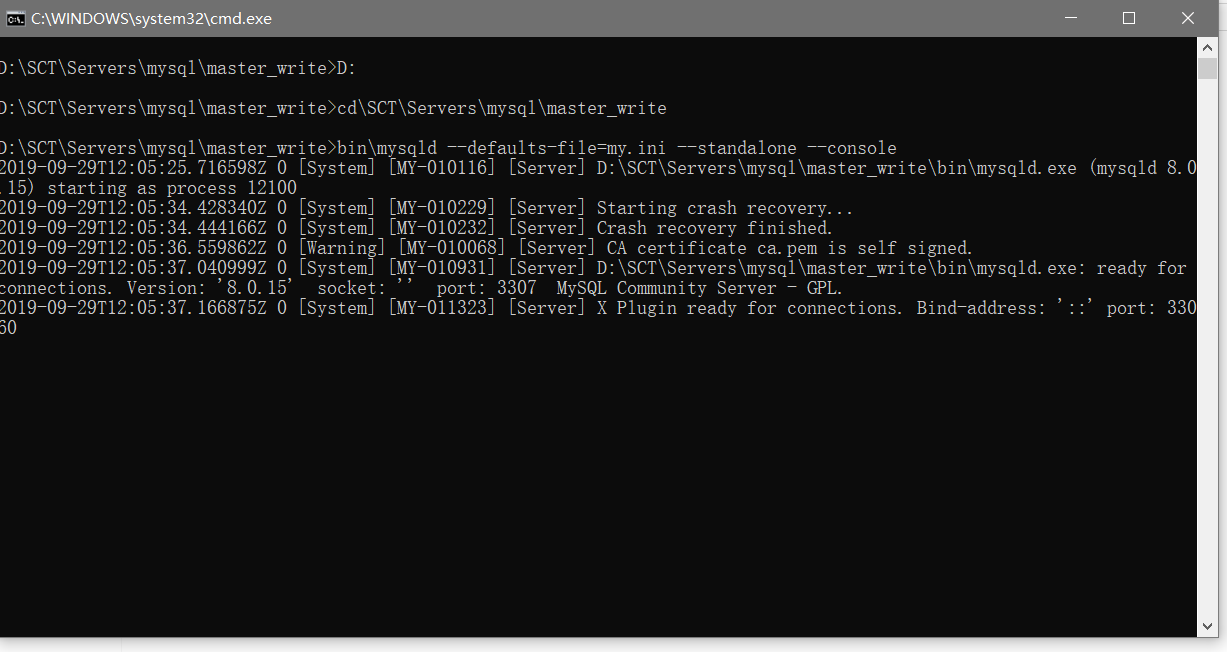 C:\WINDOWS\system32\cmd.exe
D:\SCT\Servers\mysql\master_write>D:
D:\SCT\Servers\mysql\master_write>cd\SCT\Servers\mysql\master_write
D:\SCT\Servers\mysql\master_write>bin\mysqld --defaults-file=my.ini --standalone --console
2019-09-29T12:05:25.716598Z 0 [System] [MY-010116] [Server] D:\SCT\Servers\mysql\master_write\bin\mysqld.exe (mysqld 8.0
.15) starting as process 12100
2019-09-29T12:05:34.428340Z 0 [System] [MY-010229] [Server] Starting crash recovery...
2019-09-29T12:05:34.444166Z 0 [System] [MY-010232] [Server] Crash recovery finished.
2019-09-29T12:05:36.559862Z 0 [Warning] [MY-010068] [Server] CA certificate ca.pem is self signed.
2019-09-29T12:05:37.040999Z 0 [System] [MY-010931] [Server] D:\SCT\Servers\mysql\master_write\bin\mysqld.exe: ready for
connections. Version: '8.0.15'  socket: ''  port: 3307  MySQL Community Server - GPL.
2019-09-29T12:05:37.166875Z 0 [System] [MY-011323] [Server] X Plugin ready for connections. Bind-address: '::' port: 330
60